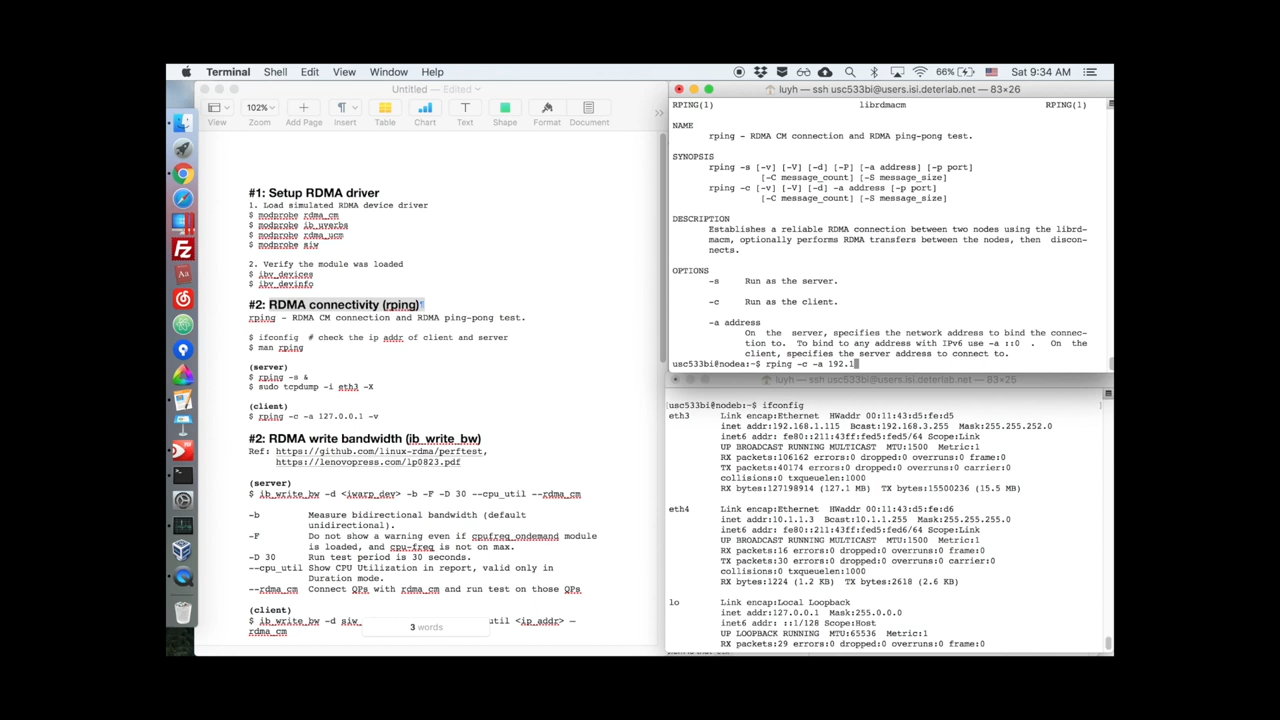 Terminal Shell Edit View Window Help
66% Sat 9:34 AM
Untitled — Edited
View
102%
Zoom
Add Page
Insert
Table
Chart
Text
Shape
Format
Document
#1: Setup RDMA driver
1. Load simulated RDMA device driver
$ modprobe rdma_cm
$ modprobe ib_uverbs
$ modprobe rdma_ucm
$ modprobe siw
2. Verify the module was loaded
$ ibv_devices
$ ibv_devinfo
#2: RDMA connectivity (rping)
rping - RDMA CM connection and RDMA ping-pong test.
$ ifconfig # check the ip addr of client and server
$ man rping
(server)
$ rping -s &
$ sudo tcpdump -i eth3 -X
(client)
$ rping -c -a 127.0.0.1 -v
#2: RDMA write bandwidth (ib_write_bw)
Ref: https://github.com/linux-rdma/perftest,
https://lenovopress.com/lp0823.pdf
(server)
$ ib_write_bw -d <iwarp_dev> -b -F -D 30 --cpu_util --rdma_cm
-b Measure bidirectional bandwidth (default
unidirectional).
-F Do not show a warning even if cpufreq_ondemand module
is loaded, and cpu-freq is not on max.
-D 30 Run test period is 30 seconds.
--cpu_util Show CPU Utilization in report, valid only in
Duration mode.
--rdma_cm Connect QPs with rdma_cm and run test on those QPs
(client)
$ ib_write_bw -d siw_ util <ip_addr> —
rdma_cm
3 words
luyh — ssh usc533bi@users.isi.deterlab.net — 83×26
RPING(1) librdmacm RPING(1)
NAME
rping - RDMA CM connection and RDMA ping-pong test.
SYNOPSIS
rping -s [-v] [-V] [-d] [-P] [-a address] [-p port]
[-C message_count] [-S message_size]
rping -c [-v] [-V] [-d] -a address [-p port]
[-C message_count] [-S message_size]
DESCRIPTION
Establishes a reliable RDMA connection between two nodes using the librd-
macm, optionally performs RDMA transfers between the nodes, then discon-
nects.
OPTIONS
-s Run as the server.
-c Run as the client.
-a address
On the server, specifies the network address to bind the connec-
tion to. To bind to any address with IPv6 use -a ::0 . On the
client, specifies the server address to connect to.
usc533bi@nodea:~$ rping -c -a 192.1
luyh — ssh usc533bi@users.isi.deterlab.net — 83×25
usc533bi@nodeb:~$ ifconfig
eth3 Link encap:Ethernet HWaddr 00:11:43:d5:fe:d5
inet addr:192.168.1.115 Bcast:192.168.3.255 Mask:255.255.252.0
inet6 addr: fe80::211:43ff:fed5:fed5/64 Scope:Link
UP BROADCAST RUNNING MULTICAST MTU:1500 Metric:1
RX packets:106162 errors:0 dropped:0 overruns:0 frame:0
TX packets:40174 errors:0 dropped:0 overruns:0 carrier:0
collisions:0 txqueuelen:1000
RX bytes:127198914 (127.1 MB) TX bytes:15500236 (15.5 MB)
eth4 Link encap:Ethernet HWaddr 00:11:43:d5:fe:d6
inet addr:10.1.1.3 Bcast:10.1.1.255 Mask:255.255.255.0
inet6 addr: fe80::211:43ff:fed5:fed6/64 Scope:Link
UP BROADCAST RUNNING MULTICAST MTU:1500 Metric:1
RX packets:16 errors:0 dropped:0 overruns:0 frame:0
TX packets:30 errors:0 dropped:0 overruns:0 carrier:0
collisions:0 txqueuelen:1000
RX bytes:1224 (1.2 KB) TX bytes:2618 (2.6 KB)
lo Link encap:Local Loopback
inet addr:127.0.0.1 Mask:255.0.0.0
inet6 addr: ::1/128 Scope:Host
UP LOOPBACK RUNNING MTU:65536 Metric:1
RX packets:29 errors:0 dropped:0 overruns:0 frame:0